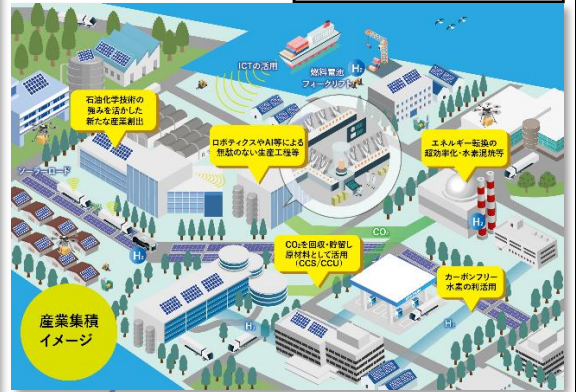 ICTの活用
H₂
燃料電池
フォークリフト
石油化学技術の
強みを活かした
新たな産業創出
ロボティクスやAI等による
無駄のない生産工程等
エネルギー転換の
超効率化・水素混焼等
ソーラーロード
H₂
H₂
CO₂
CO₂を回収・貯留し
原材料として活用
(CCS/CCU)
カーボンフリー
水素の利活用
産業集積
イメージ
H₂
H₂